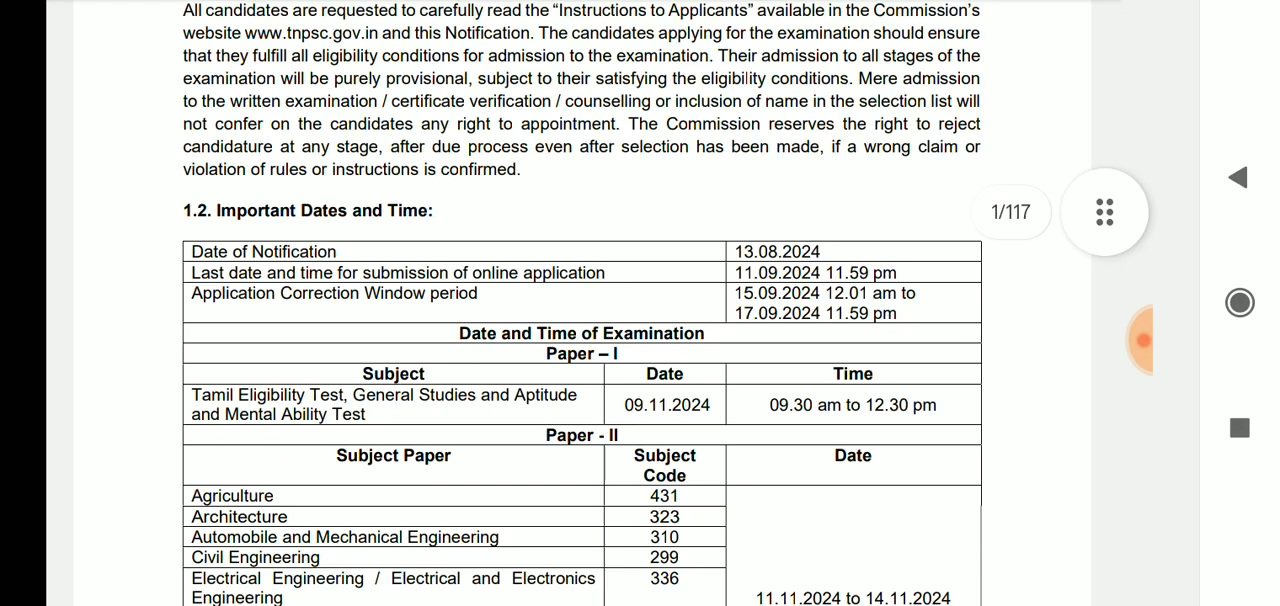 All candidates are requested to carefully read the “Instructions to Applicants” available in the Commission’s
website www.tnpsc.gov.in and this Notification. The candidates applying for the examination should ensure
that they fulfill all eligibility conditions for admission to the examination. Their admission to all stages of the
examination will be purely provisional, subject to their satisfying the eligibility conditions. Mere admission
to the written examination / certificate verification / counselling or inclusion of name in the selection list will
not confer on the candidates any right to appointment. The Commission reserves the right to reject
candidature at any stage, after due process even after selection has been made, if a wrong claim or
violation of rules or instructions is confirmed.
1.2. Important Dates and Time:
1/117
Date of Notification 13.08.2024
Last date and time for submission of online application 11.09.2024 11.59 pm
Application Correction Window period 15.09.2024 12.01 am to
17.09.2024 11.59 pm
Date and Time of Examination
Paper – I
Subject Date Time
Tamil Eligibility Test, General Studies and Aptitude
and Mental Ability Test
09.11.2024 09.30 am to 12.30 pm
Paper - II
Subject Paper Subject
Code
Date
Agriculture 431
Architecture 323
Automobile and Mechanical Engineering 310
Civil Engineering 299
Electrical Engineering / Electrical and Electronics
Engineering
336
11.11.2024 to 14.11.2024